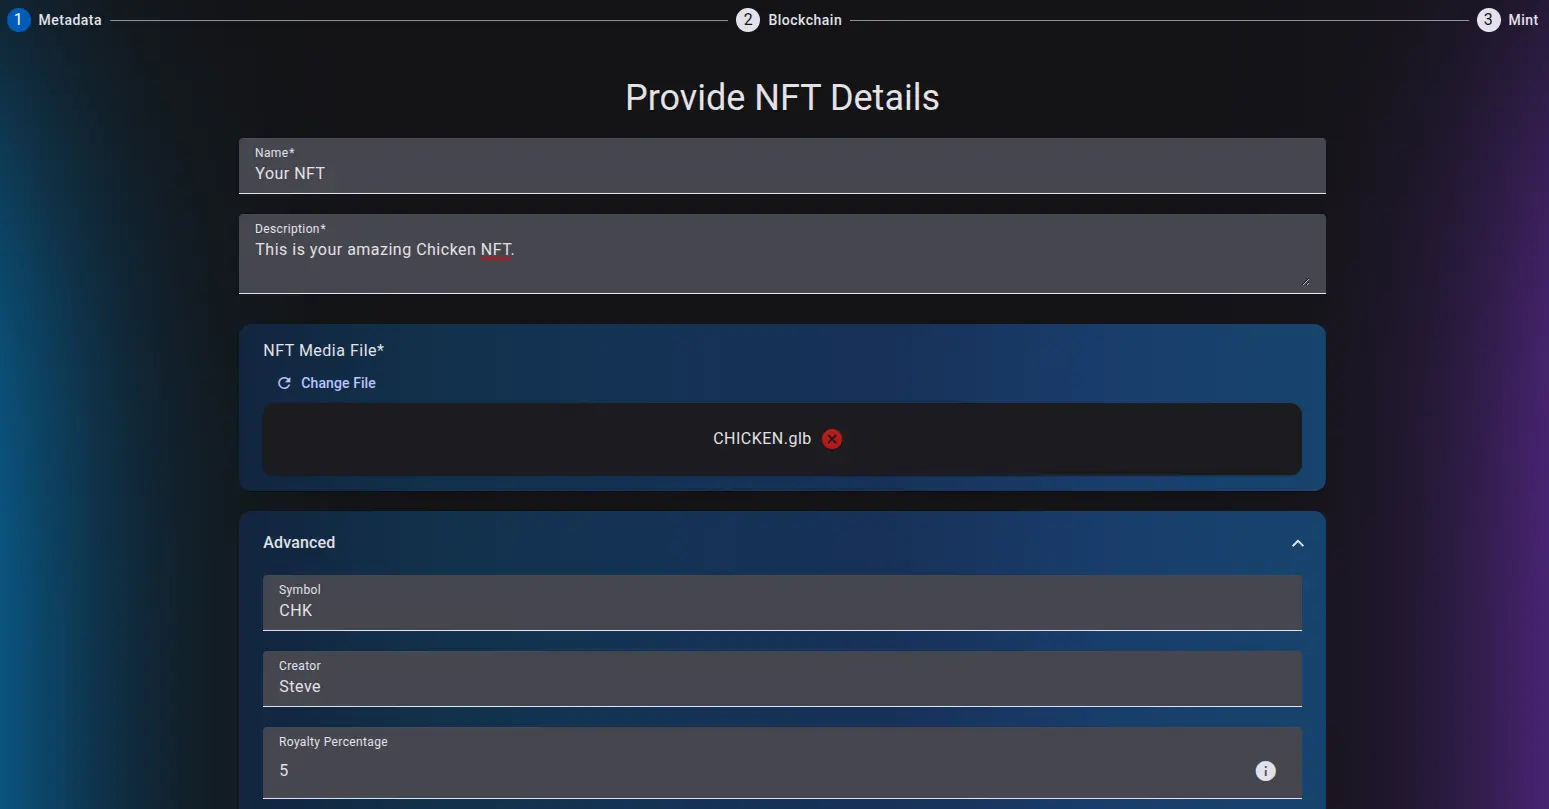 1 Metadata
2 Blockchain
3 Mint
Provide NFT Details
Name*
Your NFT
Description*
This is your amazing Chicken NFT.
NFT Media File*
Change File
CHICKEN.glb
Advanced
Symbol
CHK
Creator
Steve
Royalty Percentage
5